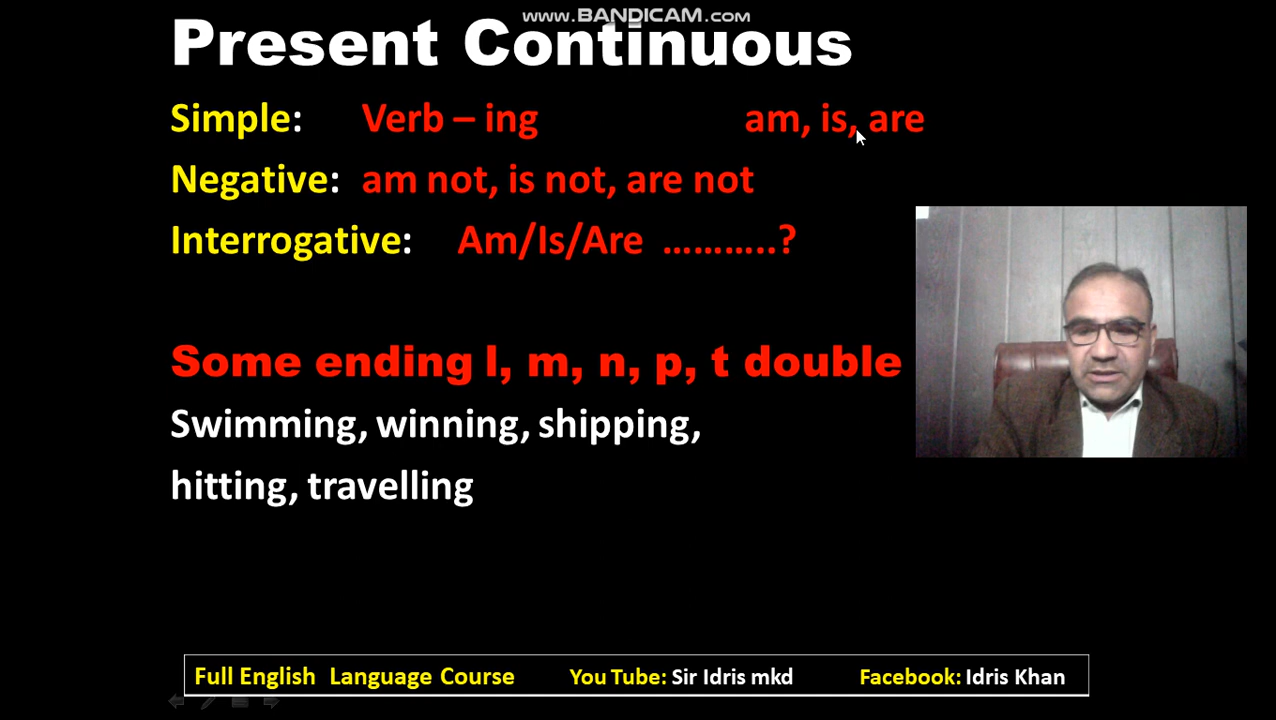 www.BANDICAM.com
Present Continuous
Simple: Verb – ing am, is, are
Negative: am not, is not, are not
Interrogative: Am/Is/Are ………..?
Some ending l, m, n, p, t double
Swimming, winning, shipping,
hitting, travelling
Full English Language Course You Tube: Sir Idris mkd Facebook: Idris Khan